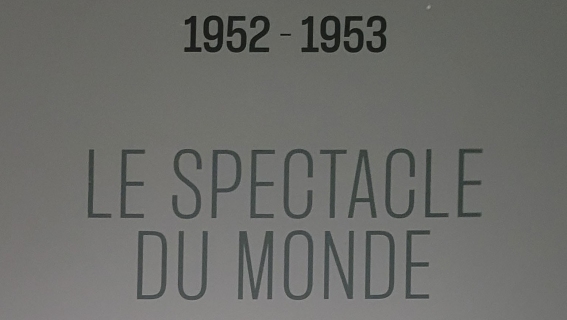 1952 - 1953
LE SPECTACLE
DU MONDE